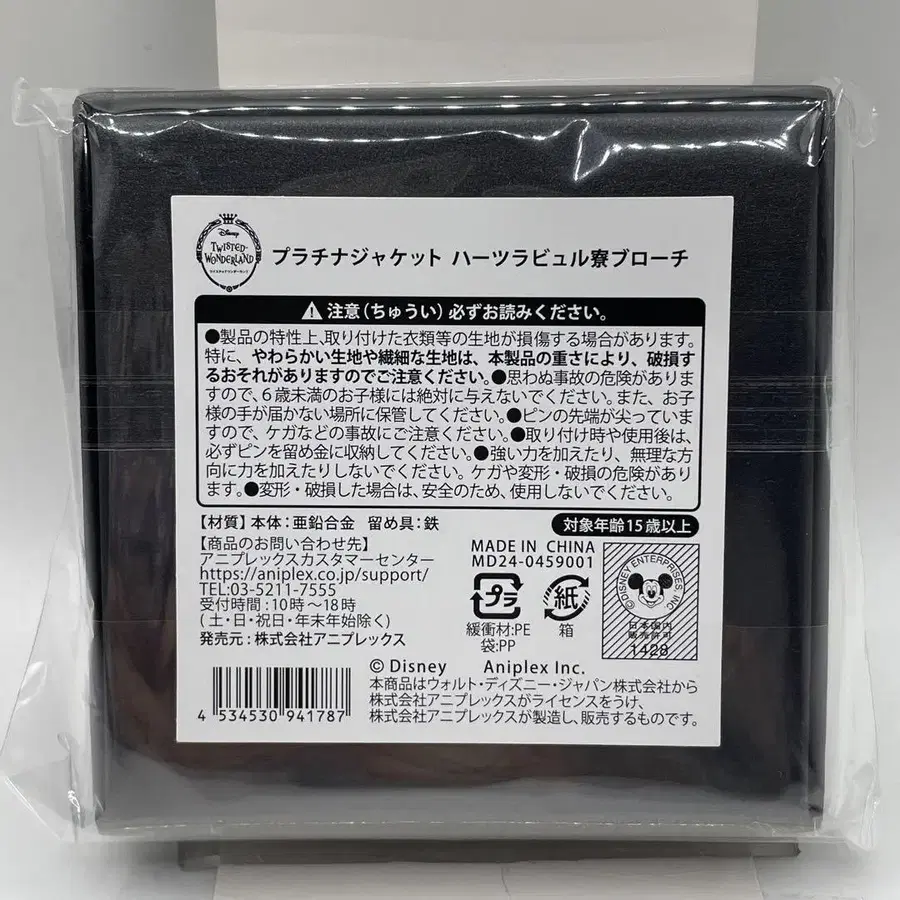 Disney
TWISTED-
WONDERLAND
プラチナジャケット ハーツラビュル寮ブローチ
注意（ちゅうい）必ずお読みください。
●製品の特性上、取り付けた衣類等の生地が損傷する場合があります。
特に、やわらかい生地や繊細な生地は、本製品の重さにより、破損す
るおそれがありますのでご注意ください。●思わぬ事故の危険がありま
すので、6歳未満のお子様には絶対に与えないでください。また、お子
様の手が届かない場所に保管してください。●ピンの先端が尖っていま
すので、ケガなどの事故にご注意ください。●取り付け時や使用後は、
必ずピンを留め金に収納してください。●強い力を加えたり、無理な方
向に力を加えたりしないでください。ケガや変形・破損の危険があり
ます。●変形・破損した場合は、安全のため、使用しないでください。
【材質】本体：亜鉛合金 留め具：鉄
対象年齢15歳以上
【商品のお問い合わせ先】
アニプレックスカスタマーセンター
https://aniplex.co.jp/support/
TEL:03-5211-7555
受付時間：10時～18時
(土・日・祝日・年末年始除く)
発売元：株式会社アニプレックス
MADE IN CHINA
MD24-0459001
プラ
紙
緩衝材:PE
袋:PP
箱
©DISNEY ENTERPRISES, INC.
日本国内
販売許可
1428
© Disney Aniplex Inc.
本商品はウォルト・ディズニー・ジャパン株式会社から
株式会社アニプレックスがライセンスをうけ、
株式会社アニプレックスが製造し、販売するものです。
4 534530 941787